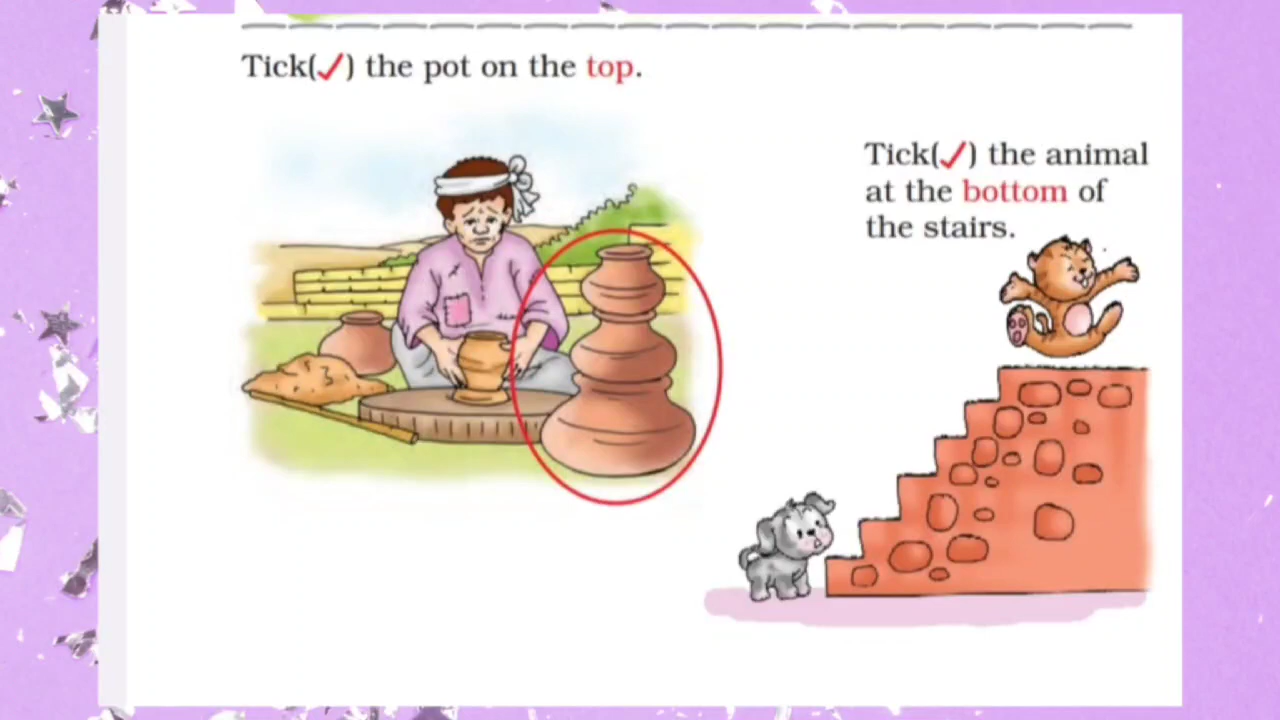 Tick(✓) the pot on the top.
Tick(✓) the animal
at the bottom of
the stairs.